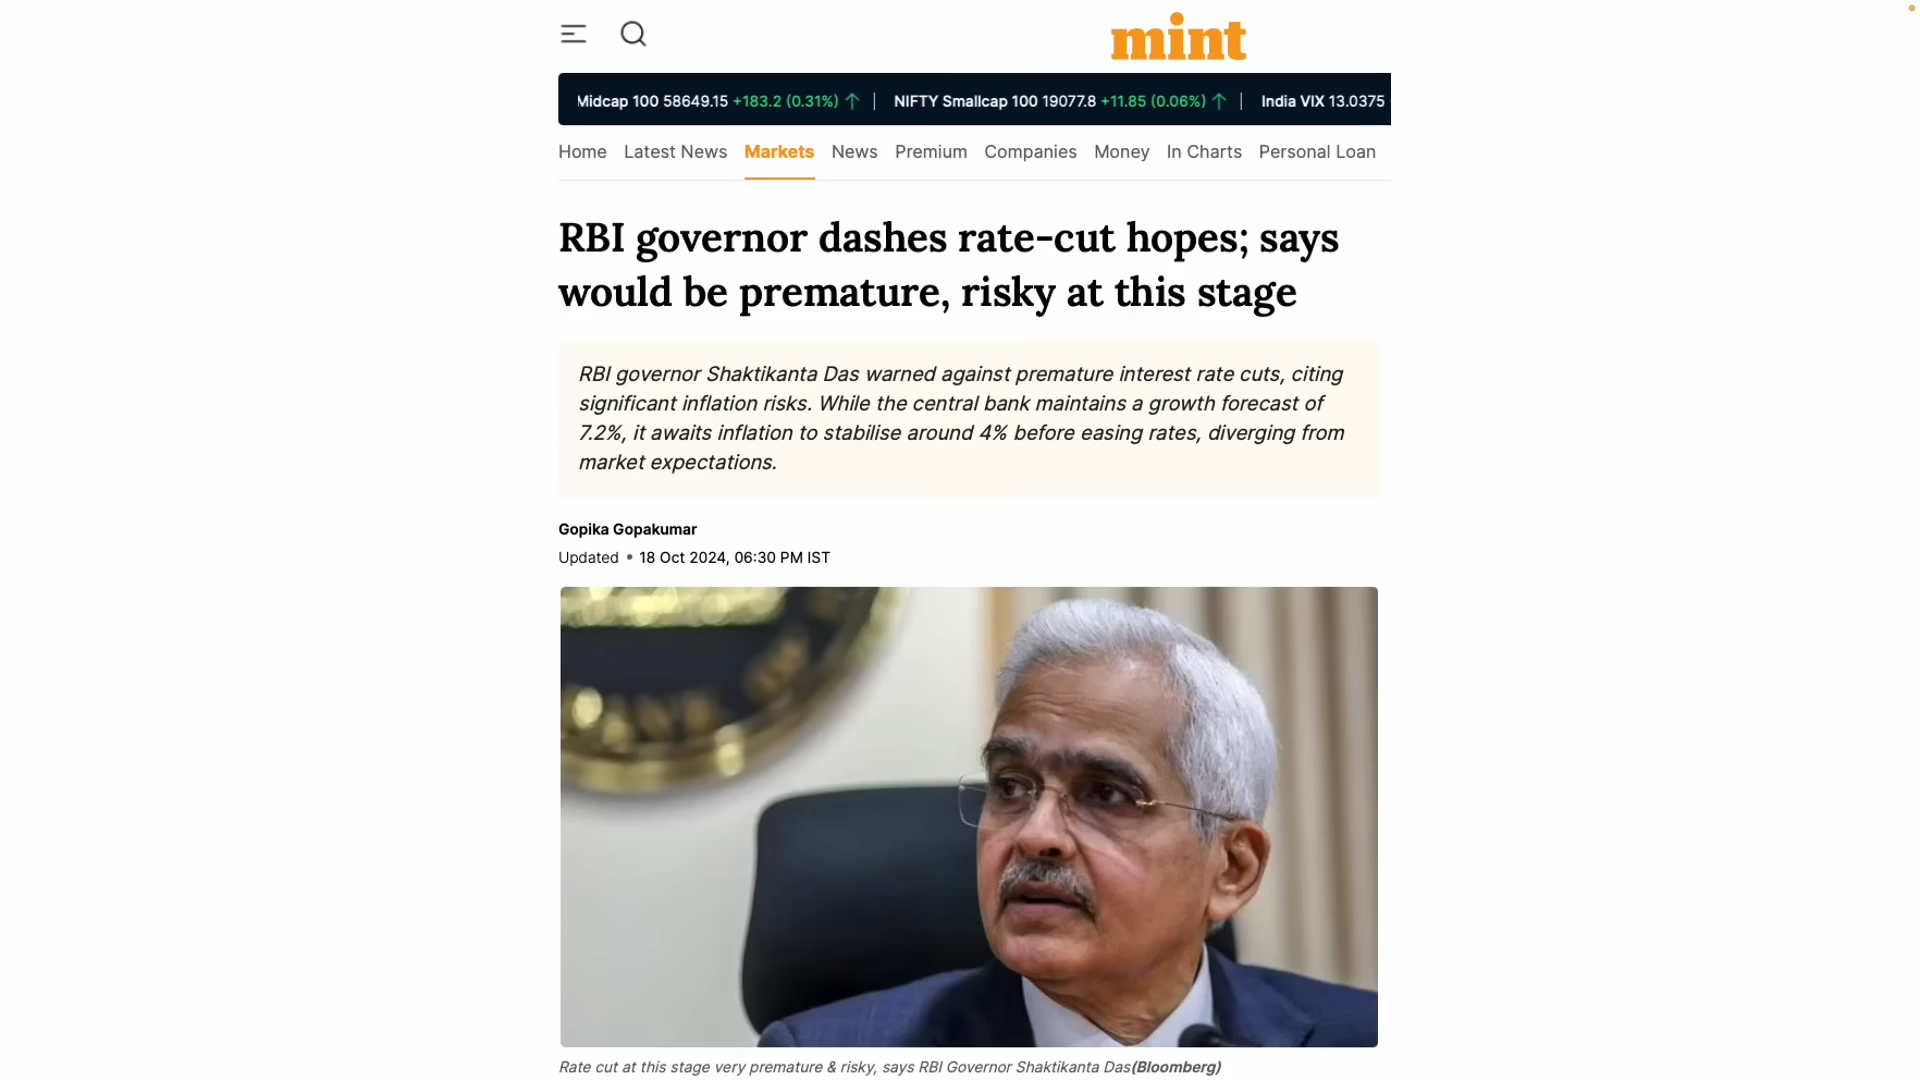 mint
Midcap 100 58649.15 +183.2 (0.31%) ↑ | NIFTY Smallcap 100 19077.8 +11.85 (0.06%) ↑ | India VIX 13.0375
Home Latest News Markets News Premium Companies Money In Charts Personal Loan
RBI governor dashes rate-cut hopes; says
would be premature, risky at this stage
RBI governor Shaktikanta Das warned against premature interest rate cuts, citing
significant inflation risks. While the central bank maintains a growth forecast of
7.2%, it awaits inflation to stabilise around 4% before easing rates, diverging from
market expectations.
Gopika Gopakumar
Updated • 18 Oct 2024, 06:30 PM IST
BANK
Rate cut at this stage very premature & risky, says RBI Governor Shaktikanta Das(Bloomberg)